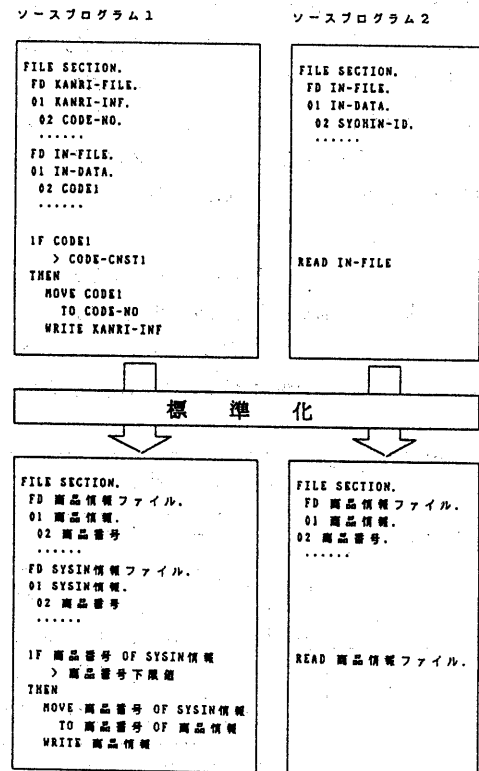 ソースプログラム１
FILE SECTION.
FD KANRI-FILE.
01 KANRI-INF.
02 CODE-NO.
......
FD IN-FILE.
01 IN-DATA.
02 CODE1
......
IF CODE1
> CODE-CNST1
THEN
MOVE CODE1
TO CODE-NO
WRITE KANRI-INF
ソースプログラム２
FILE SECTION.
FD IN-FILE.
01 IN-DATA.
02 SYOHIN-ID.
......
READ IN-FILE
標準化
FILE SECTION.
FD 商品情報ファイル.
01 商品情報.
02 商品番号
......
FD SYSIN情報ファイル.
01 SYSIN情報.
02 商品番号
......
IF 商品番号 OF SYSIN情報
> 商品番号下限値
THEN
MOVE 商品番号 OF SYSIN情報
TO 商品番号 OF 商品情報
WRITE 商品情報
FILE SECTION.
FD 商品情報ファイル.
01 商品情報.
02 商品番号.
......
READ 商品情報ファイル.